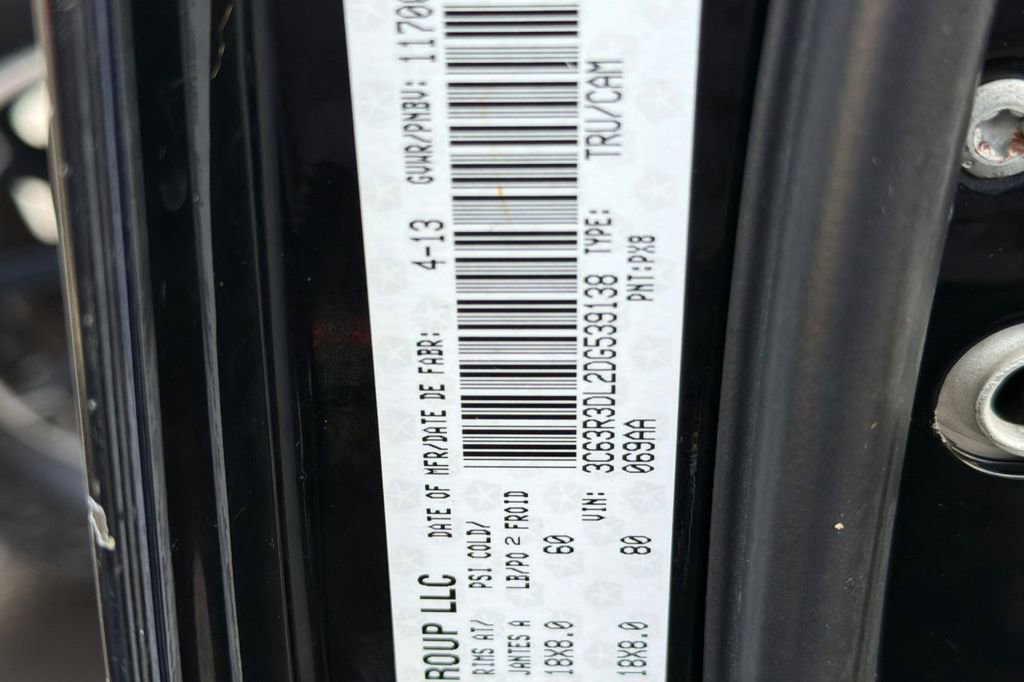 ROUP LLC
DATE OF MFR/DATE DE FABR: 4-13 GVWR/PNBV:
RIMS AT/ PSI COLD/
JANTES A LB/PO 2 FROID
18X8.0 60
VIN: 3C63R3DL2DG539138 TYPE: TRU/CAM
18X8.0 80 069AA PNT:PX8